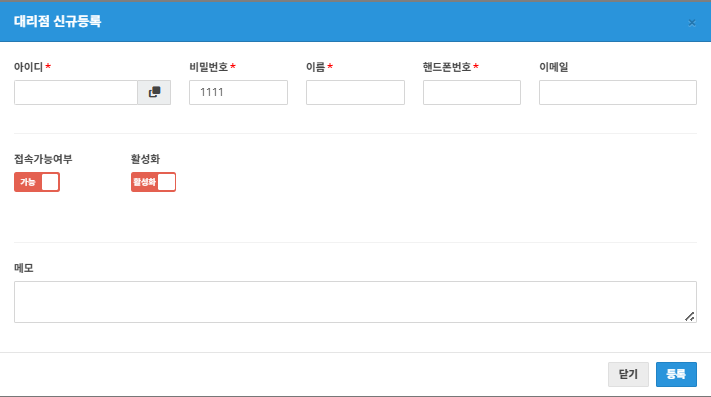 대리점 신규등록 ×
아이디 * 비밀번호 * 이름 * 핸드폰번호 * 이메일
1111
접속가능여부 활성화
가능 활성화
메모
닫기 등록